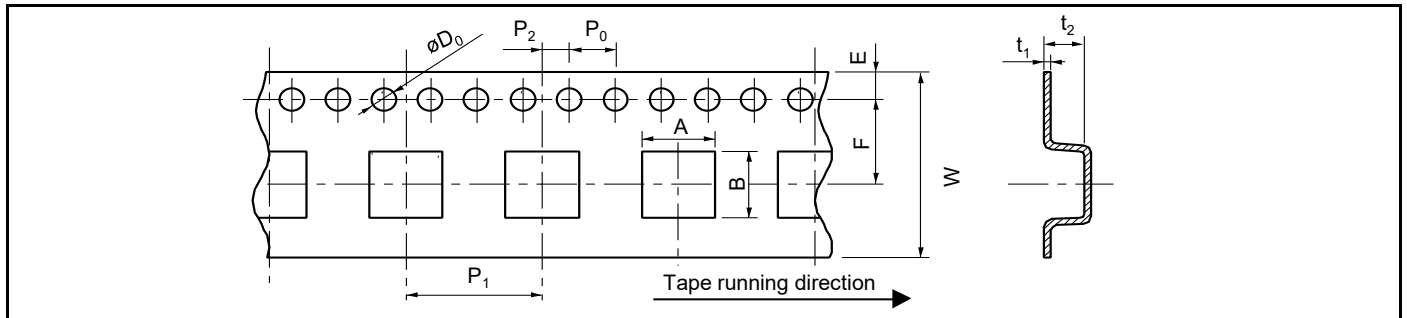 P₂ P₀
øD₀
t₂
t₁
E
A
F
B
W
P₁
Tape running direction